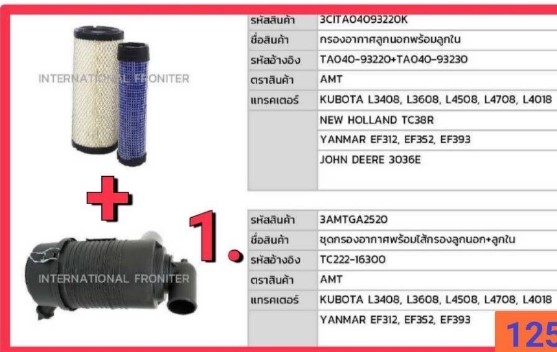 รหัสสินค้า 3CITA04093220K
ชื่อสินค้า กรองอากาศลูกนอกพร้อมลูกใน
รหัสอ้างอิง TA040-93220+TA040-93230
ตราสินค้า AMT
แทรคเตอร์ KUBOTA L3408, L3608, L4508, L4708, L4018
NEW HOLLAND TC38R
YANMAR EF312, EF352, EF393
JOHN DEERE 3036E
INTERNATIONAL FRONITER
+
1.
รหัสสินค้า 3AMTGA2520
ชื่อสินค้า ชุดกรองอากาศพร้อมไส้กรองลูกนอก+ลูกใน
รหัสอ้างอิง TC222-16300
ตราสินค้า AMT
แทรคเตอร์ KUBOTA L3408, L3608, L4508, L4708, L4018
YANMAR EF312, EF352, EF393
INTERNATIONAL FRONITER
125